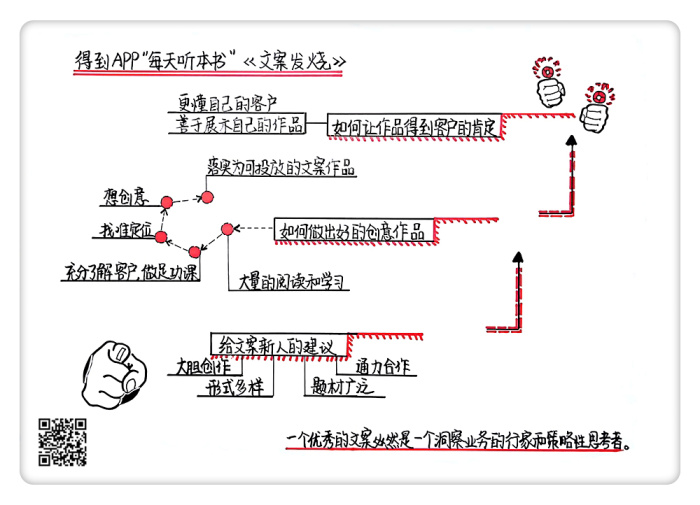 得到APP“每天听本书”《文案发烧》
更懂自己的客户
善于展示自己的作品
如何让作品得到客户的肯定
落实为可投放的文案作品
想创意
找准定位
如何做出好的创意作品
充分了解客户,做足功课
大量的阅读和学习
给文案新人的建议
大胆创作
通力合作
形式多样
题材广泛
一个优秀的文案必然是一个洞察业务的行家和策略性思考者。